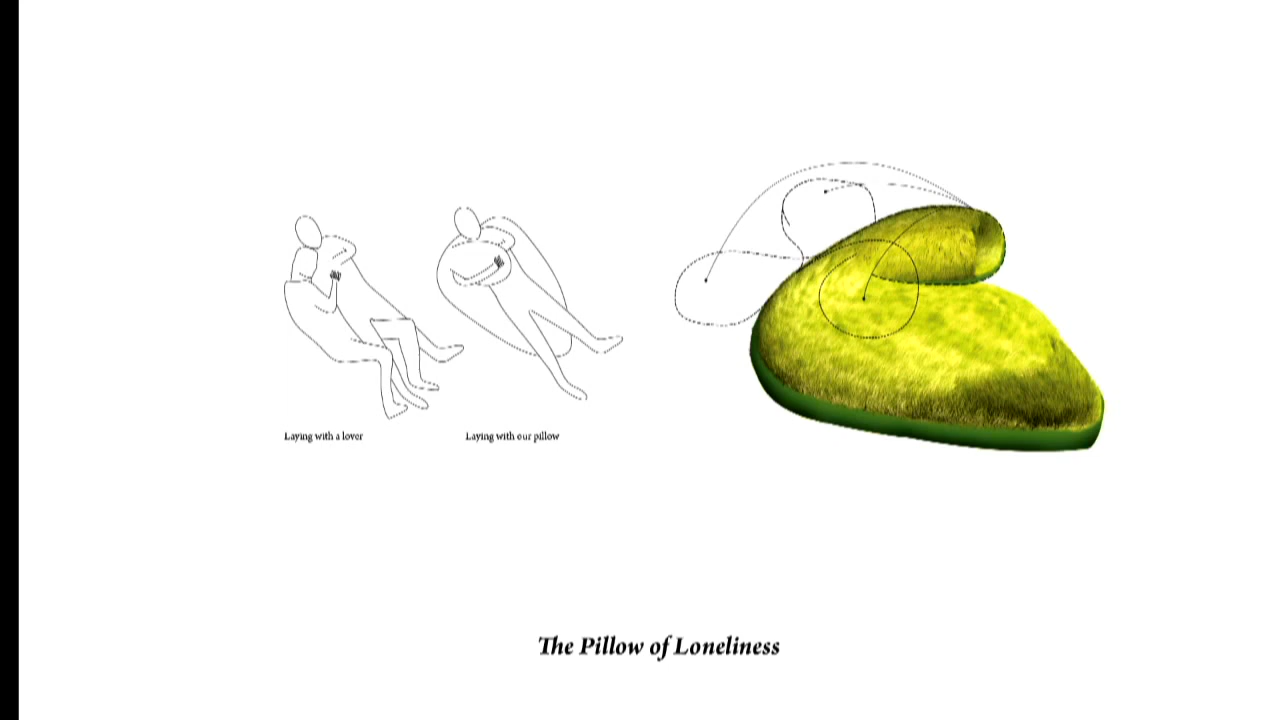 Laying with a lover
Laying with our pillow
The Pillow of Loneliness